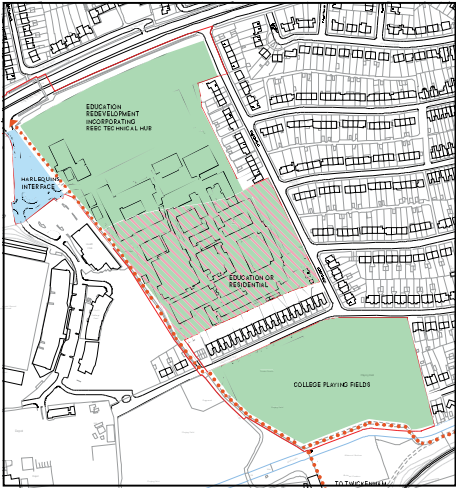 EDUCATION
REDEVELOPMENT
INCORPORATING
REEC TECHNICAL HUB
HARLEQUINS
INTERFACE
EDUCATION OR
RESIDENTIAL
COLLEGE PLAYING FIELDS
TO TWICKENHAM